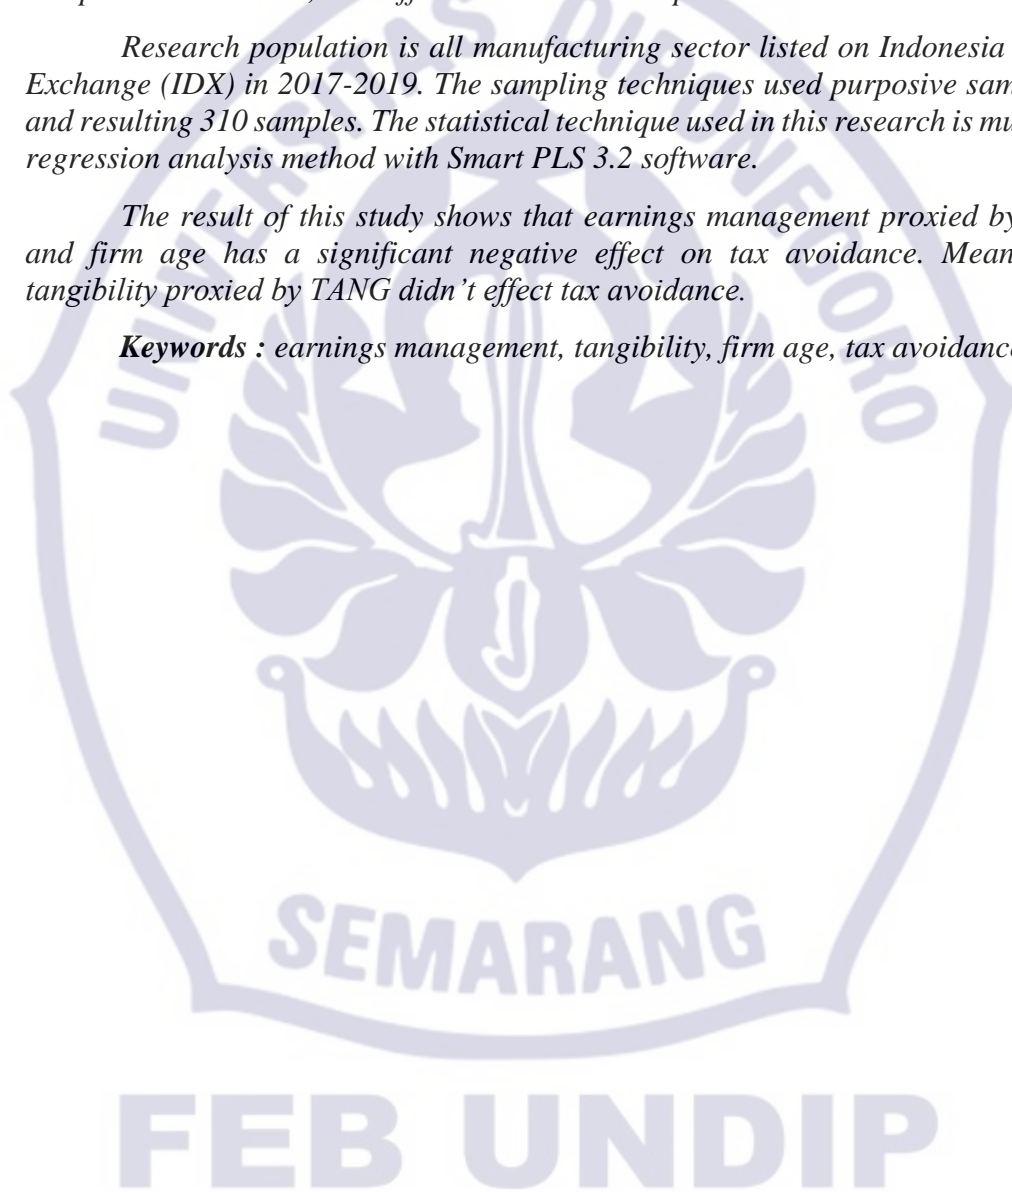 Research population is all manufacturing sector listed on Indonesia
Exchange (IDX) in 2017-2019. The sampling techniques used purposive
and resulting 310 samples. The statistical technique used in this research is
regression analysis method with Smart PLS 3.2 software.
The result of this study shows that earnings management proxied by
and firm age has a significant negative effect on tax avoidance.
tangibility proxied by TANG didn’t effect tax avoidance.
Keywords : earnings management, tangibility, firm age, tax avoidance
UNIVERSITAS DIPONEGORO
SEMARANG
FEB UNDIP